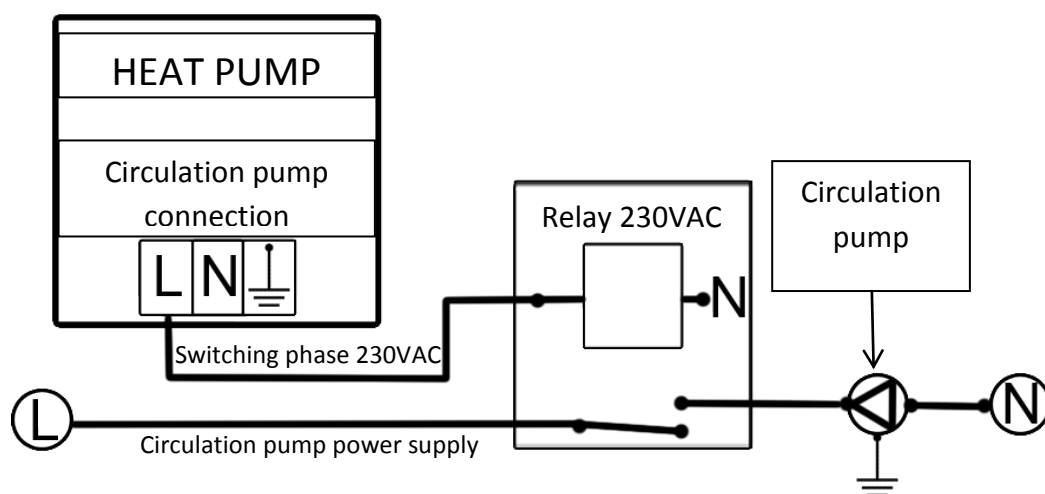 HEAT PUMP
Circulation pump
connection
L N
Switching phase 230VAC
Relay 230VAC
N
Circulation
pump
L
Circulation pump power supply
N